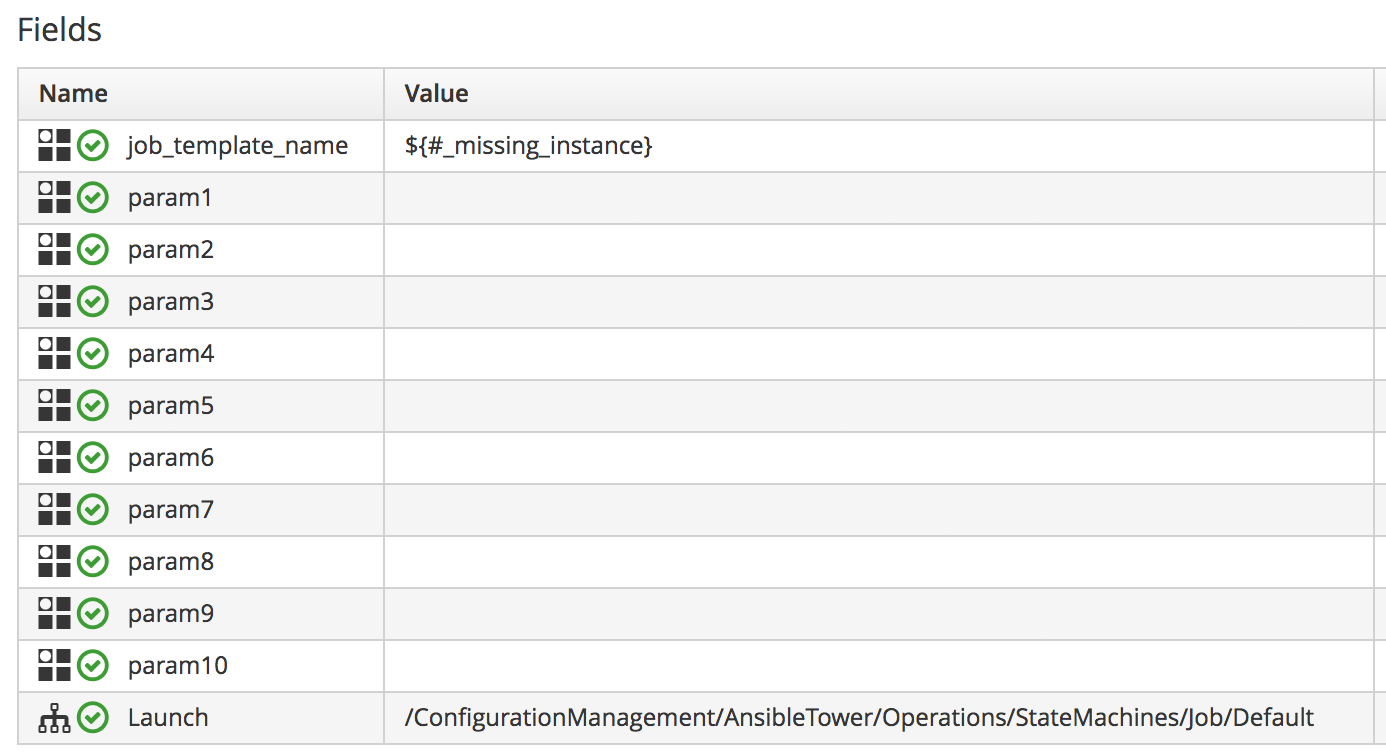 Fields
Name Value
job_template_name ${#_missing_instance}
param1
param2
param3
param4
param5
param6
param7
param8
param9
param10
Launch /ConfigurationManagement/AnsibleTower/Operations/StateMachines/Job/Default